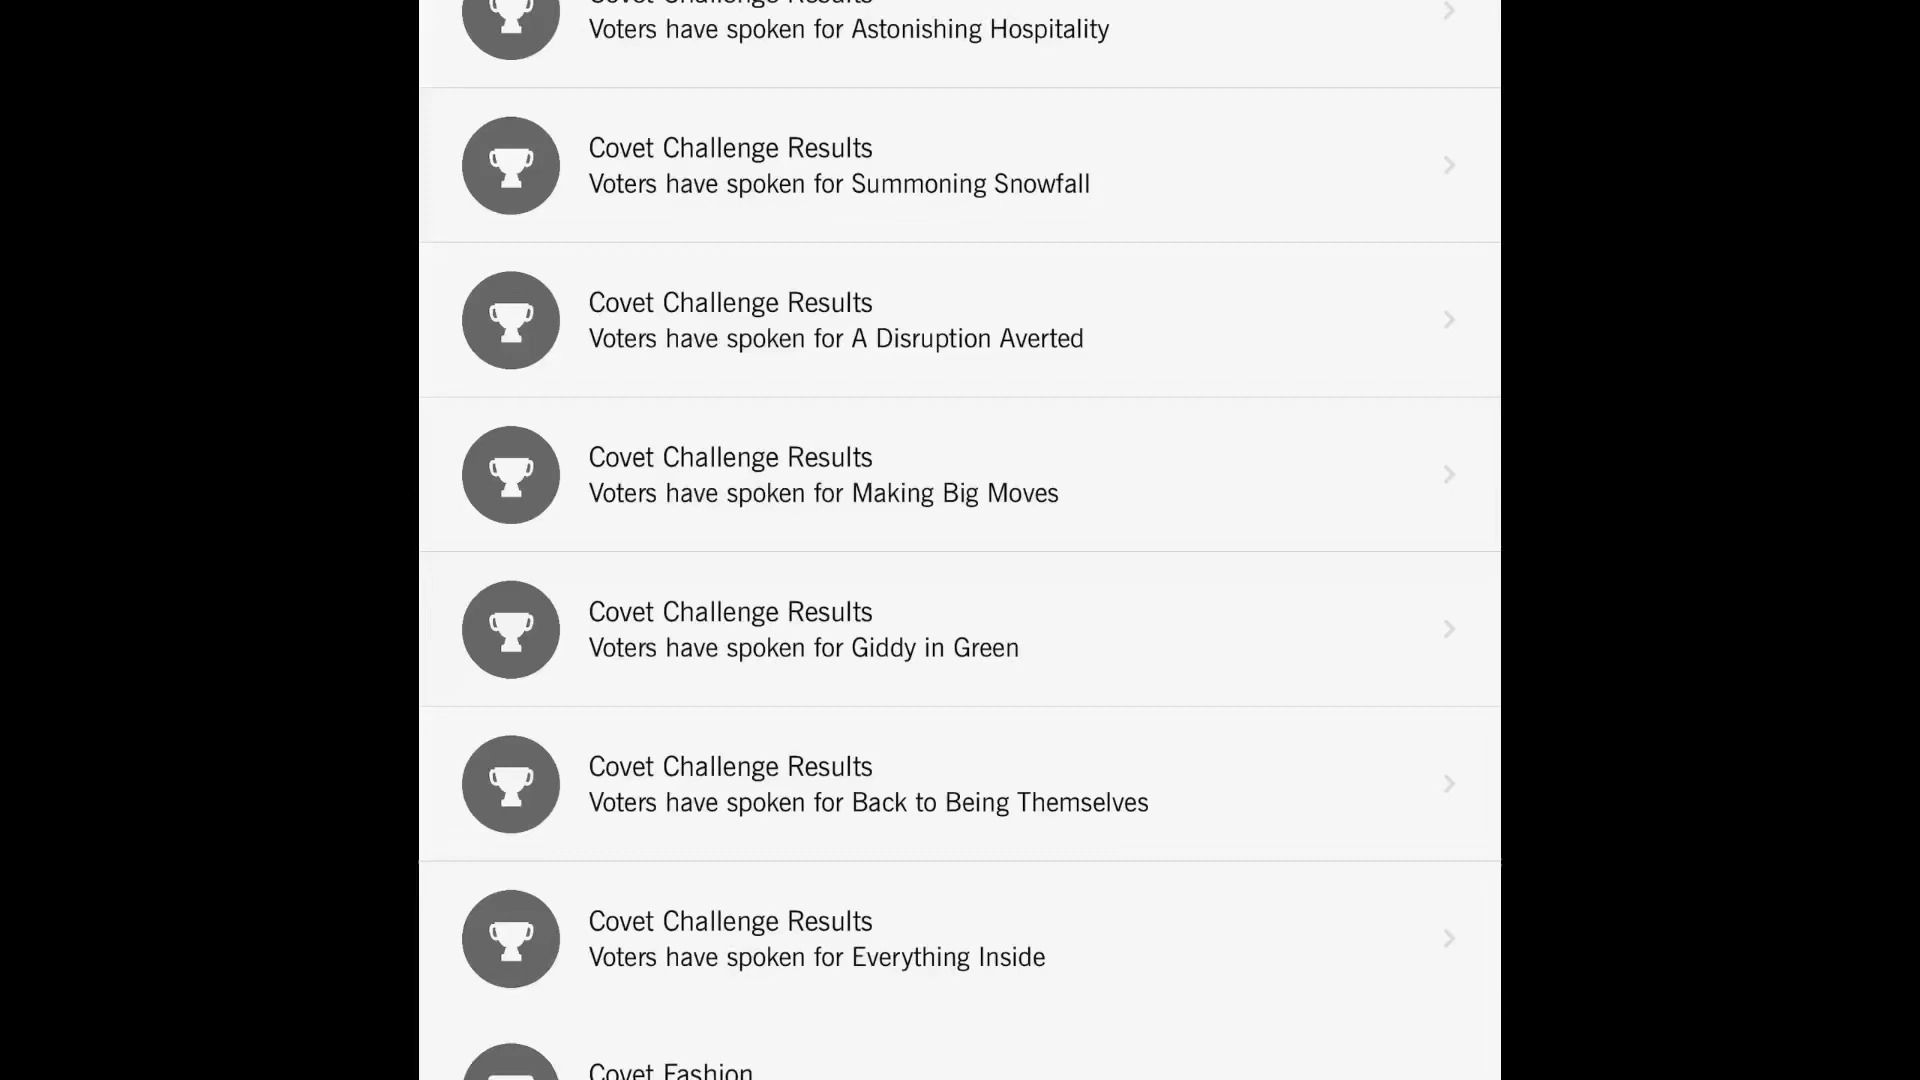 Covet Challenge Results
Voters have spoken for Astonishing Hospitality
Covet Challenge Results
Voters have spoken for Summoning Snowfall
Covet Challenge Results
Voters have spoken for A Disruption Averted
Covet Challenge Results
Voters have spoken for Making Big Moves
Covet Challenge Results
Voters have spoken for Giddy in Green
Covet Challenge Results
Voters have spoken for Back to Being Themselves
Covet Challenge Results
Voters have spoken for Everything Inside
Covet Fashion